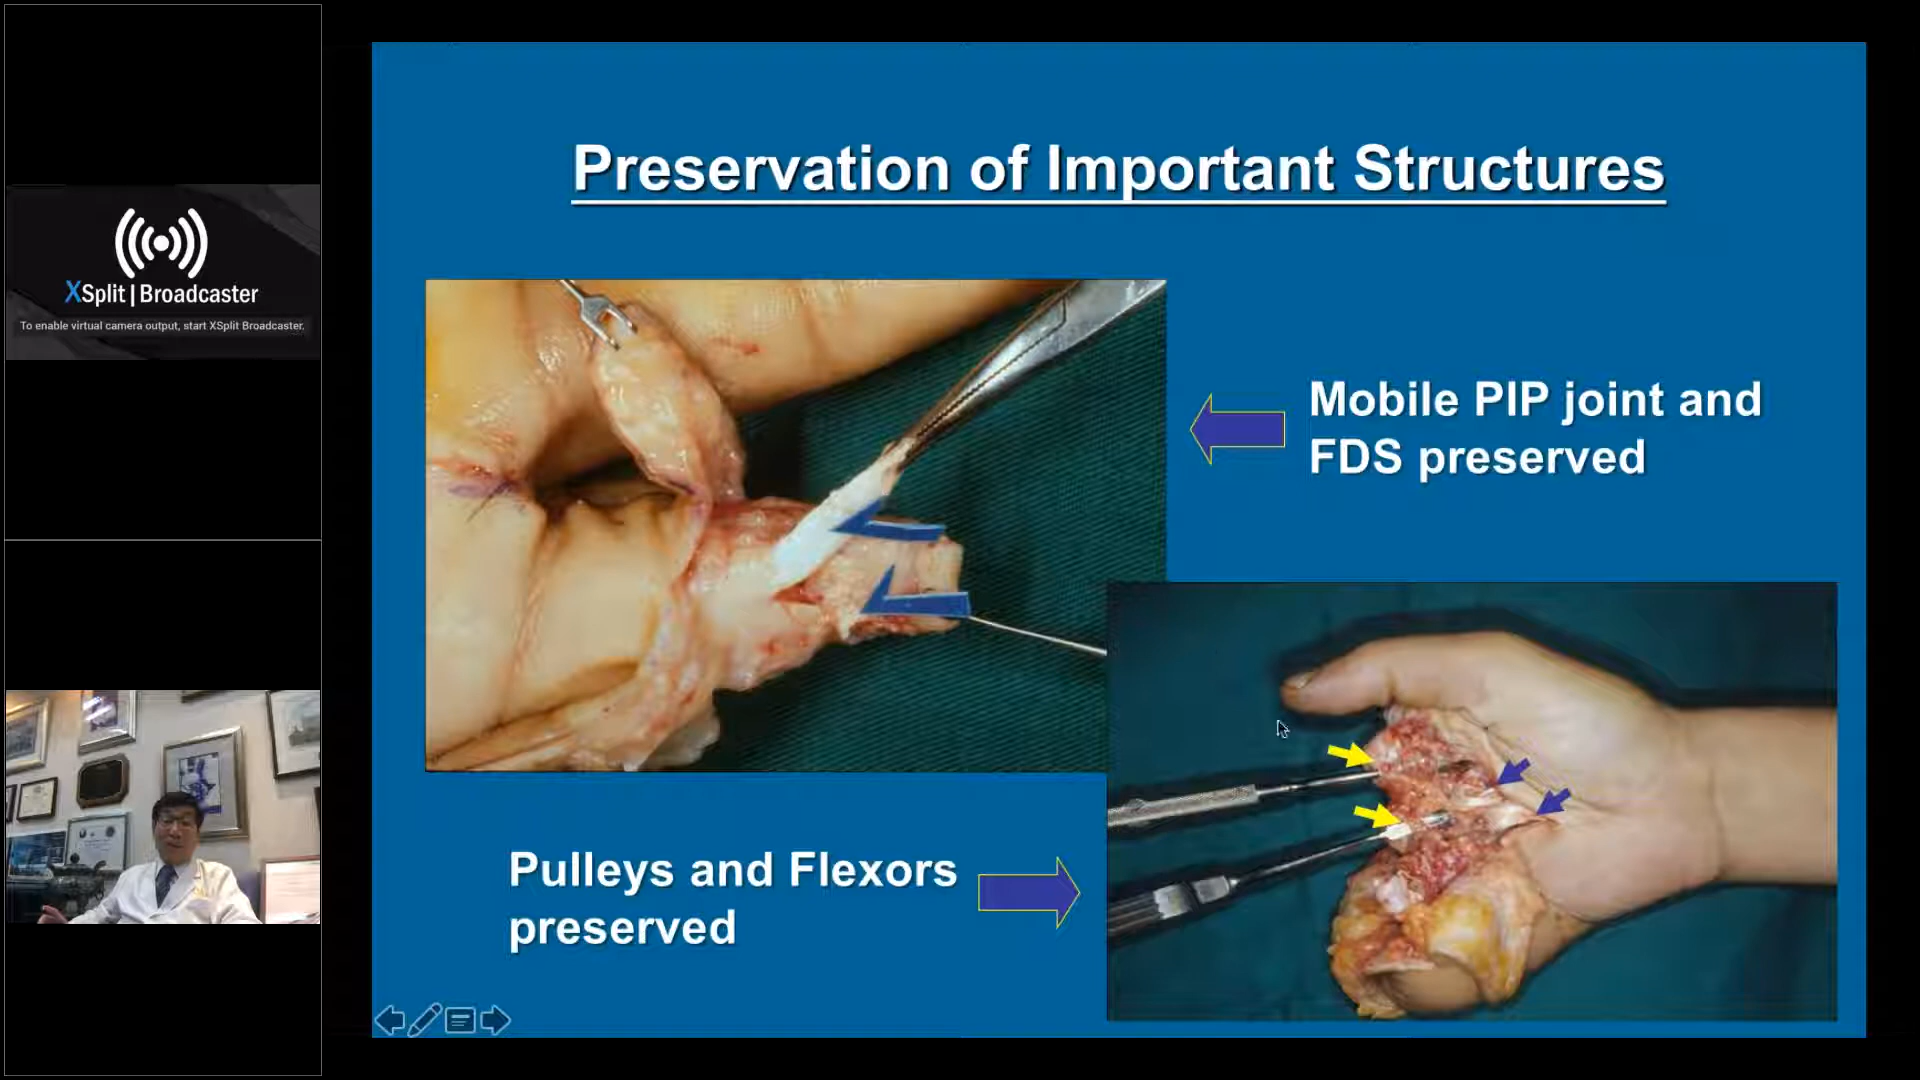 XSplit | Broadcaster
To enable virtual camera output, start XSplit Broadcaster.
Preservation of Important Structures
Mobile PIP joint and
FDS preserved
Pulleys and Flexors
preserved